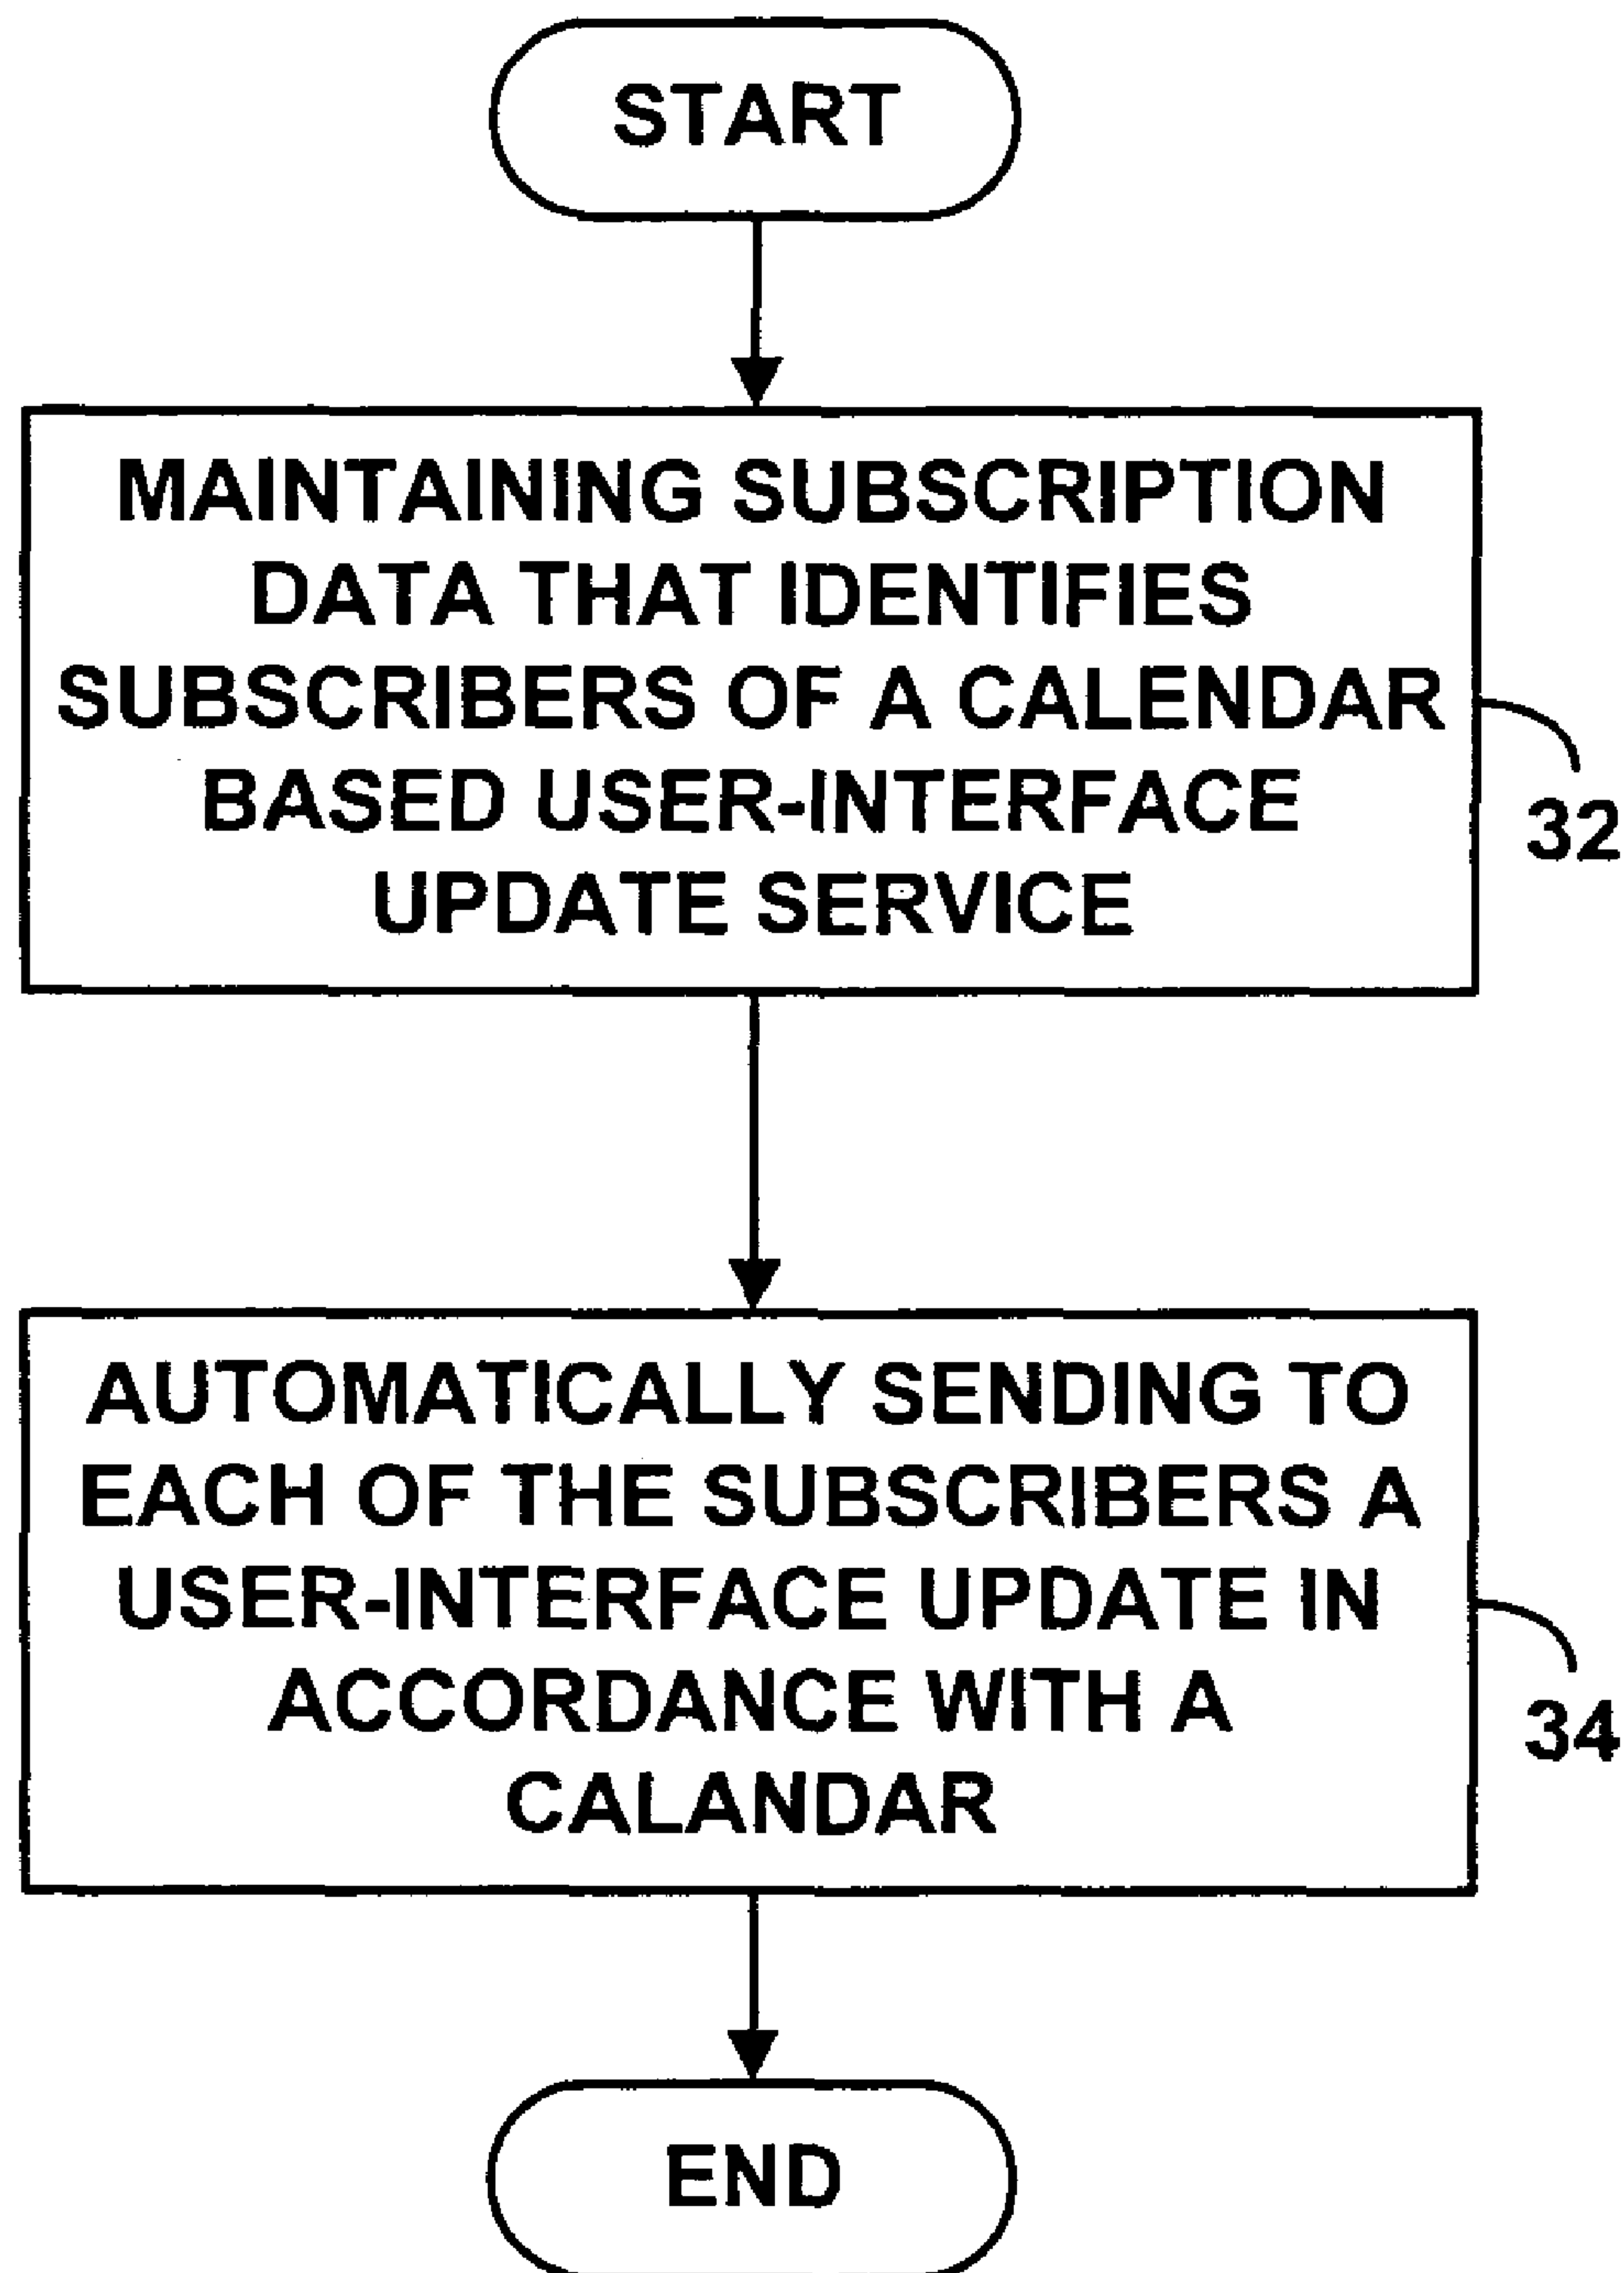 START
MAINTAINING SUBSCRIPTION
DATA THAT IDENTIFIES
SUBSCRIBERS OF A CALENDAR
BASED USER-INTERFACE
UPDATE SERVICE
32
AUTOMATICALLY SENDING TO
EACH OF THE SUBSCRIBERS A
USER-INTERFACE UPDATE IN
ACCORDANCE WITH A
CALANDAR
34
END